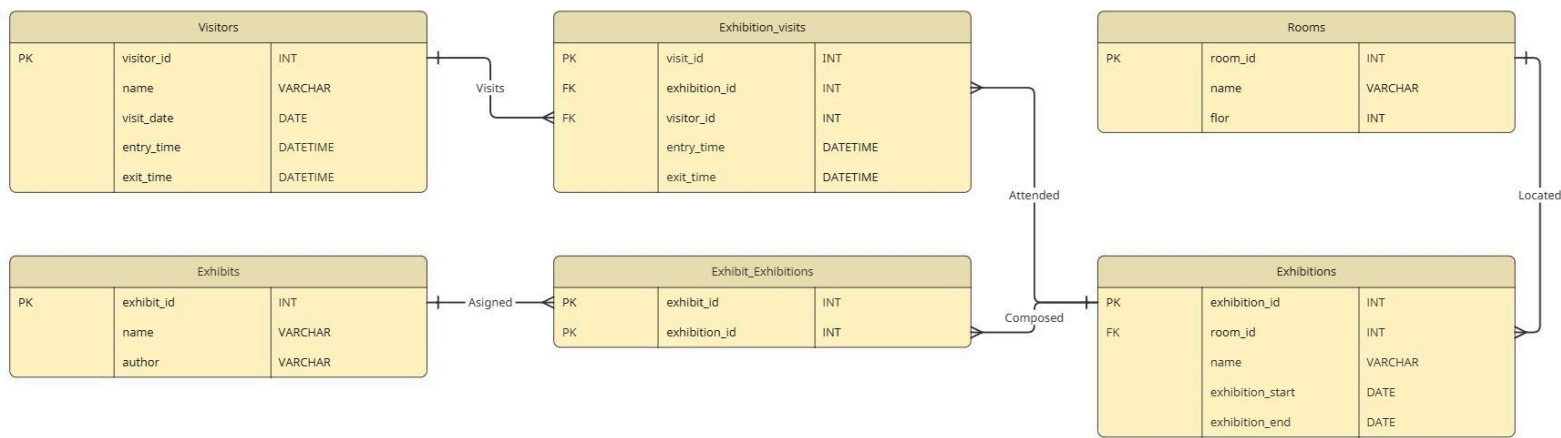 Visitors
PK visitor_id INT
name VARCHAR
visit_date DATE
entry_time DATETIME
exit_time DATETIME
Visits
Exhibition_visits
PK visit_id INT
FK exhibition_id INT
FK visitor_id INT
entry_time DATETIME
exit_time DATETIME
Attended
Rooms
PK room_id INT
name VARCHAR
flor INT
Located
Exhibits
PK exhibit_id INT
name VARCHAR
author VARCHAR
Asigned
Exhibit_Exhibitions
PK exhibit_id INT
PK exhibition_id INT
Composed
Exhibitions
PK exhibition_id INT
FK room_id INT
name VARCHAR
exhibition_start DATE
exhibition_end DATE